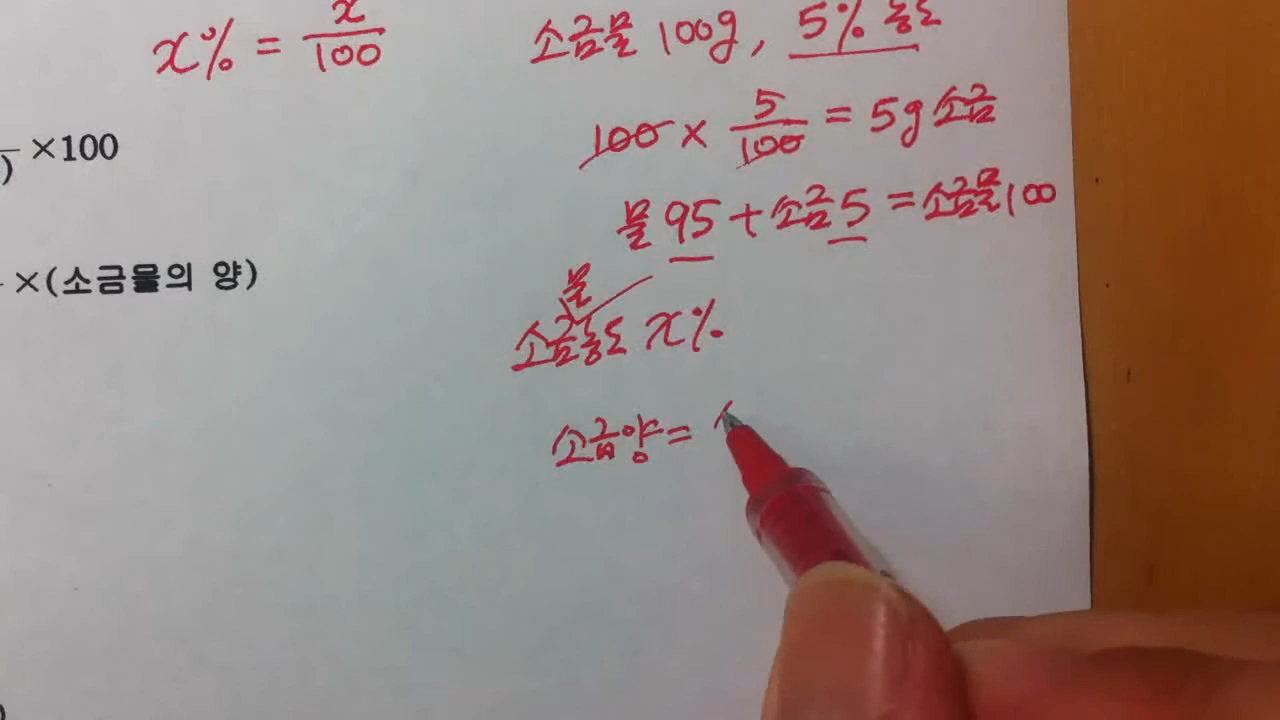 x% = x/100
소금물 100g, 5% 농도
100 × 5/100 = 5g 소금
) ×100
물 95 + 소금 5 = 소금물 100
×(소금물의 양)
물
소금농도 x%
소금양 =